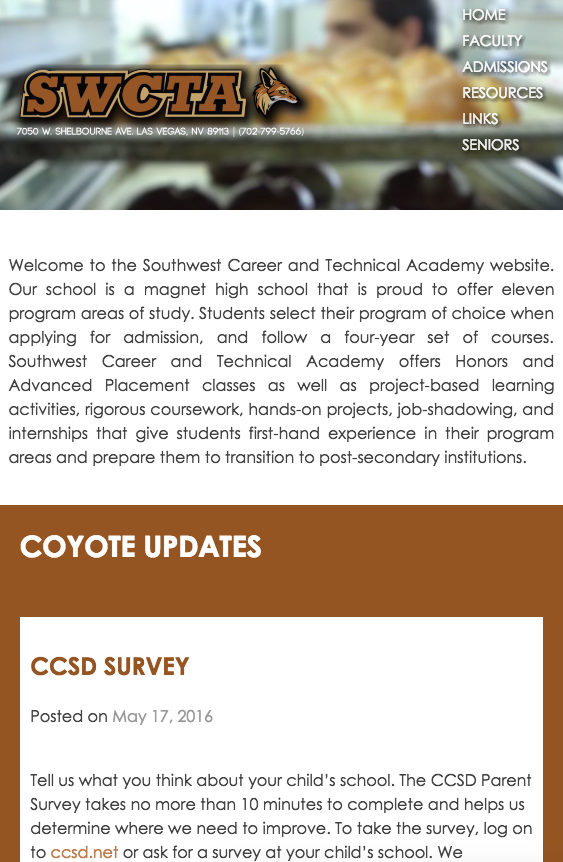 HOME
FACULTY
ADMISSIONS
RESOURCES
LINKS
SENIORS
SWCTA
7050 W. SHELBOURNE AVE. LAS VEGAS, NV 89113 | (702-799-5766)
Welcome to the Southwest Career and Technical Academy website.
Our school is a magnet high school that is proud to offer eleven
program areas of study. Students select their program of choice when
applying for admission, and follow a four-year set of courses.
Southwest Career and Technical Academy offers Honors and
Advanced Placement classes as well as project-based learning
activities, rigorous coursework, hands-on projects, job-shadowing, and
internships that give students first-hand experience in their program
areas and prepare them to transition to post-secondary institutions.
COYOTE UPDATES
CCSD SURVEY
Posted on May 17, 2016
Tell us what you think about your child's school. The CCSD Parent
Survey takes no more than 10 minutes to complete and helps us
determine where we need to improve. To take the survey, log on
to ccsd.net or ask for a survey at your child's school. We